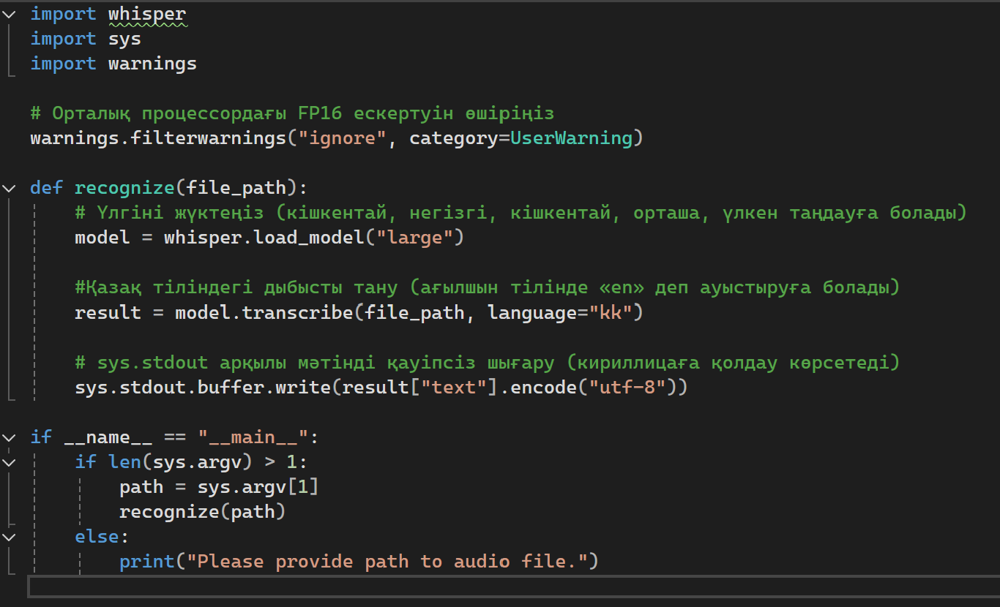 import whisper
import sys
import warnings
# Орталық процессордағы FP16 ескертуін өшіріңіз
warnings.filterwarnings("ignore", category=UserWarning)
def recognize(file_path):
# Үлгіні жүктеңіз (кішкентай, негізгі, кішкентай, орташа, үлкен таңдауға болады)
model = whisper.load_model("large")
#Қазақ тіліндегі дыбысты тану (ағылшын тілінде «en» деп ауыстыруға болады)
result = model.transcribe(file_path, language="kk")
# sys.stdout арқылы мәтінді қауіпсіз шығару (кириллицаға қолдау көрсетеді)
sys.stdout.buffer.write(result["text"].encode("utf-8"))
if __name__ == "__main__":
if len(sys.argv) > 1:
path = sys.argv[1]
recognize(path)
else:
print("Please provide path to audio file.")